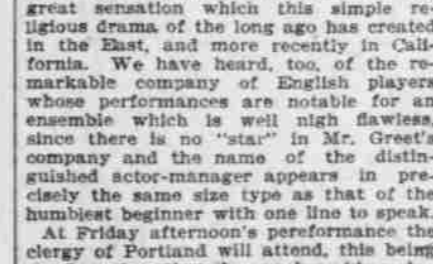 great sensation which this simple re-
ligious drama of the long ago has created
in the East, and more recently in Cali-
fornia. We have heard, too, of the re-
markable company of English players
whose performances are notable for an
ensemble which is well nigh flawless,
since there is no "star" in Mr. Greet's
company and the name of the distin-
guished actor-manager appears in pre-
cisely the same size type as that of the
humblest beginner with one line to speak.
At Friday afternoon's pereformance the
clergy of Portland will attend, this being